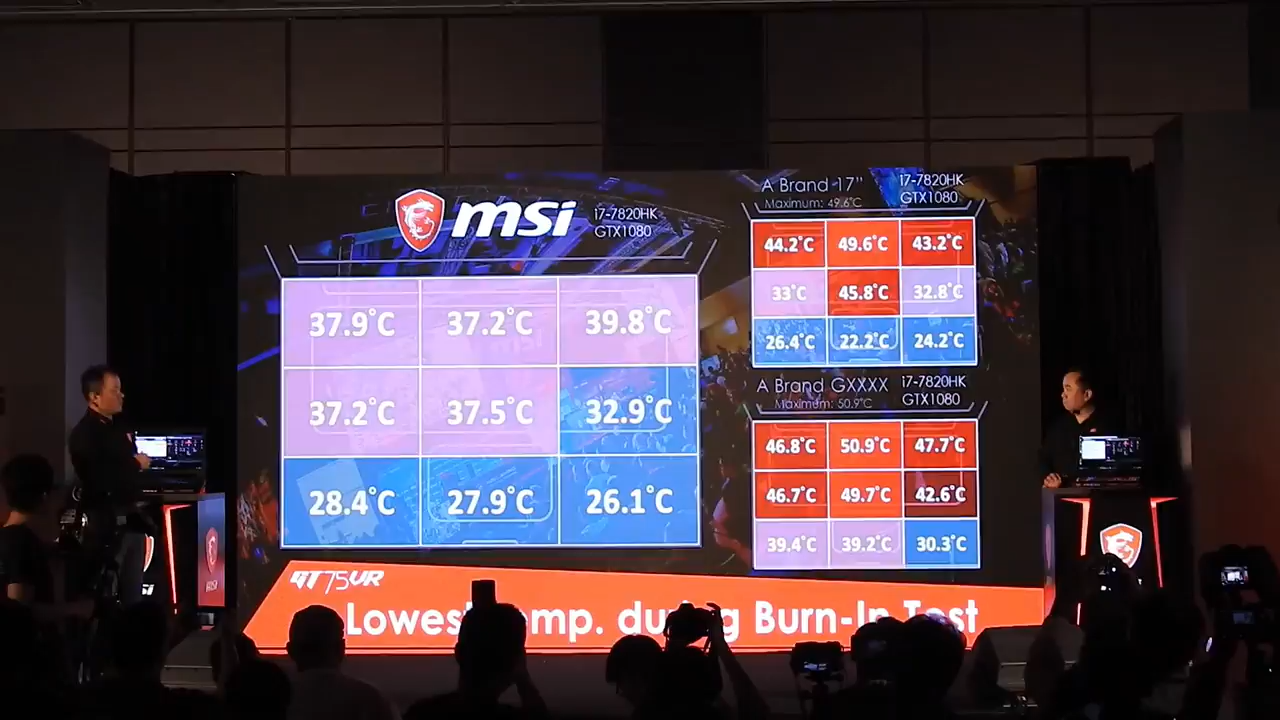 msi
i7-7820HK
GTX1080
37.9°C 37.2°C 39.8°C
37.2°C 37.5°C 32.9°C
28.4°C 27.9°C 26.1°C
A Brand 17”
Maximum: 49.6°C
i7-7820HK
GTX1080
44.2°C 49.6°C 43.2°C
33°C 45.8°C 32.8°C
26.4°C 22.2°C 24.2°C
A Brand GXXXX
Maximum: 50.9°C
i7-7820HK
GTX1080
46.8°C 50.9°C 47.7°C
46.7°C 49.7°C 42.6°C
39.4°C 39.2°C 30.3°C
GT75VR
Lowest Temp. during Burn-In Test
msi